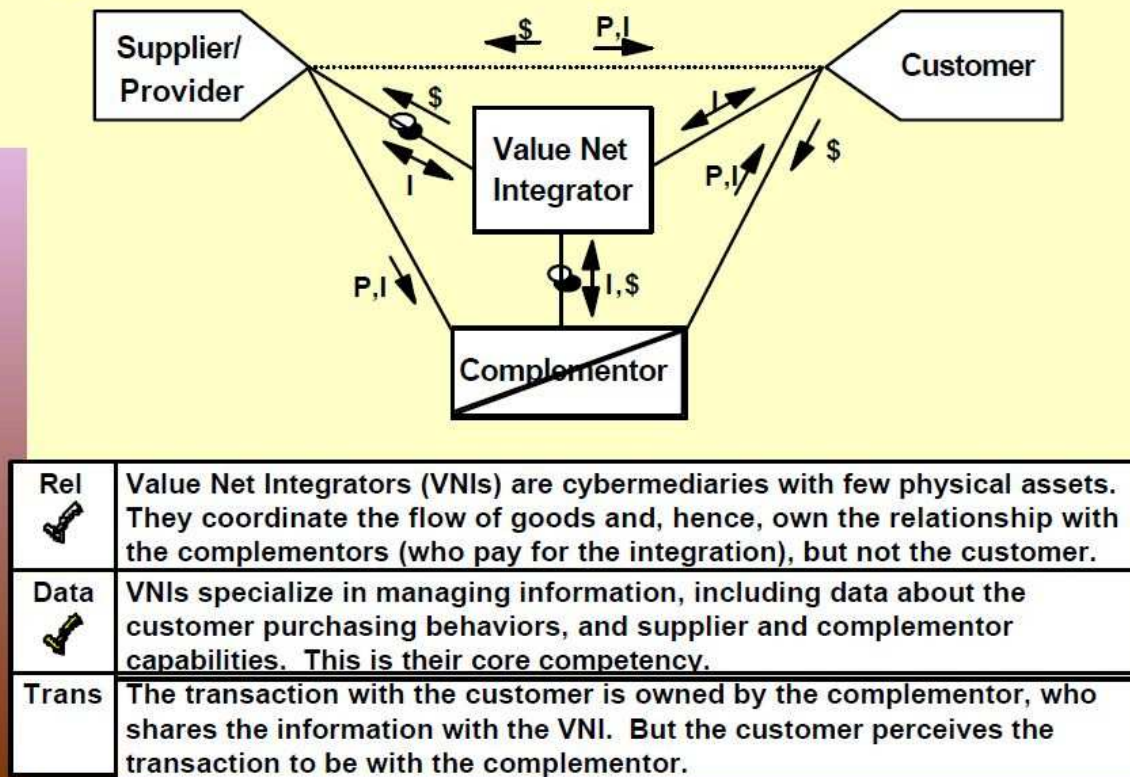 $ P,I
Supplier/
Provider
Customer
$
I
Value Net
Integrator
I
P,I
$
P,I
I,$
Complementor
Rel
Value Net Integrators (VNIs) are cybermediaries with few physical assets.
They coordinate the flow of goods and, hence, own the relationship with
the complementors (who pay for the integration), but not the customer.
Data
VNIs specialize in managing information, including data about the
customer purchasing behaviors, and supplier and complementor
capabilities. This is their core competency.
Trans
The transaction with the customer is owned by the complementor, who
shares the information with the VNI. But the customer perceives the
transaction to be with the complementor.